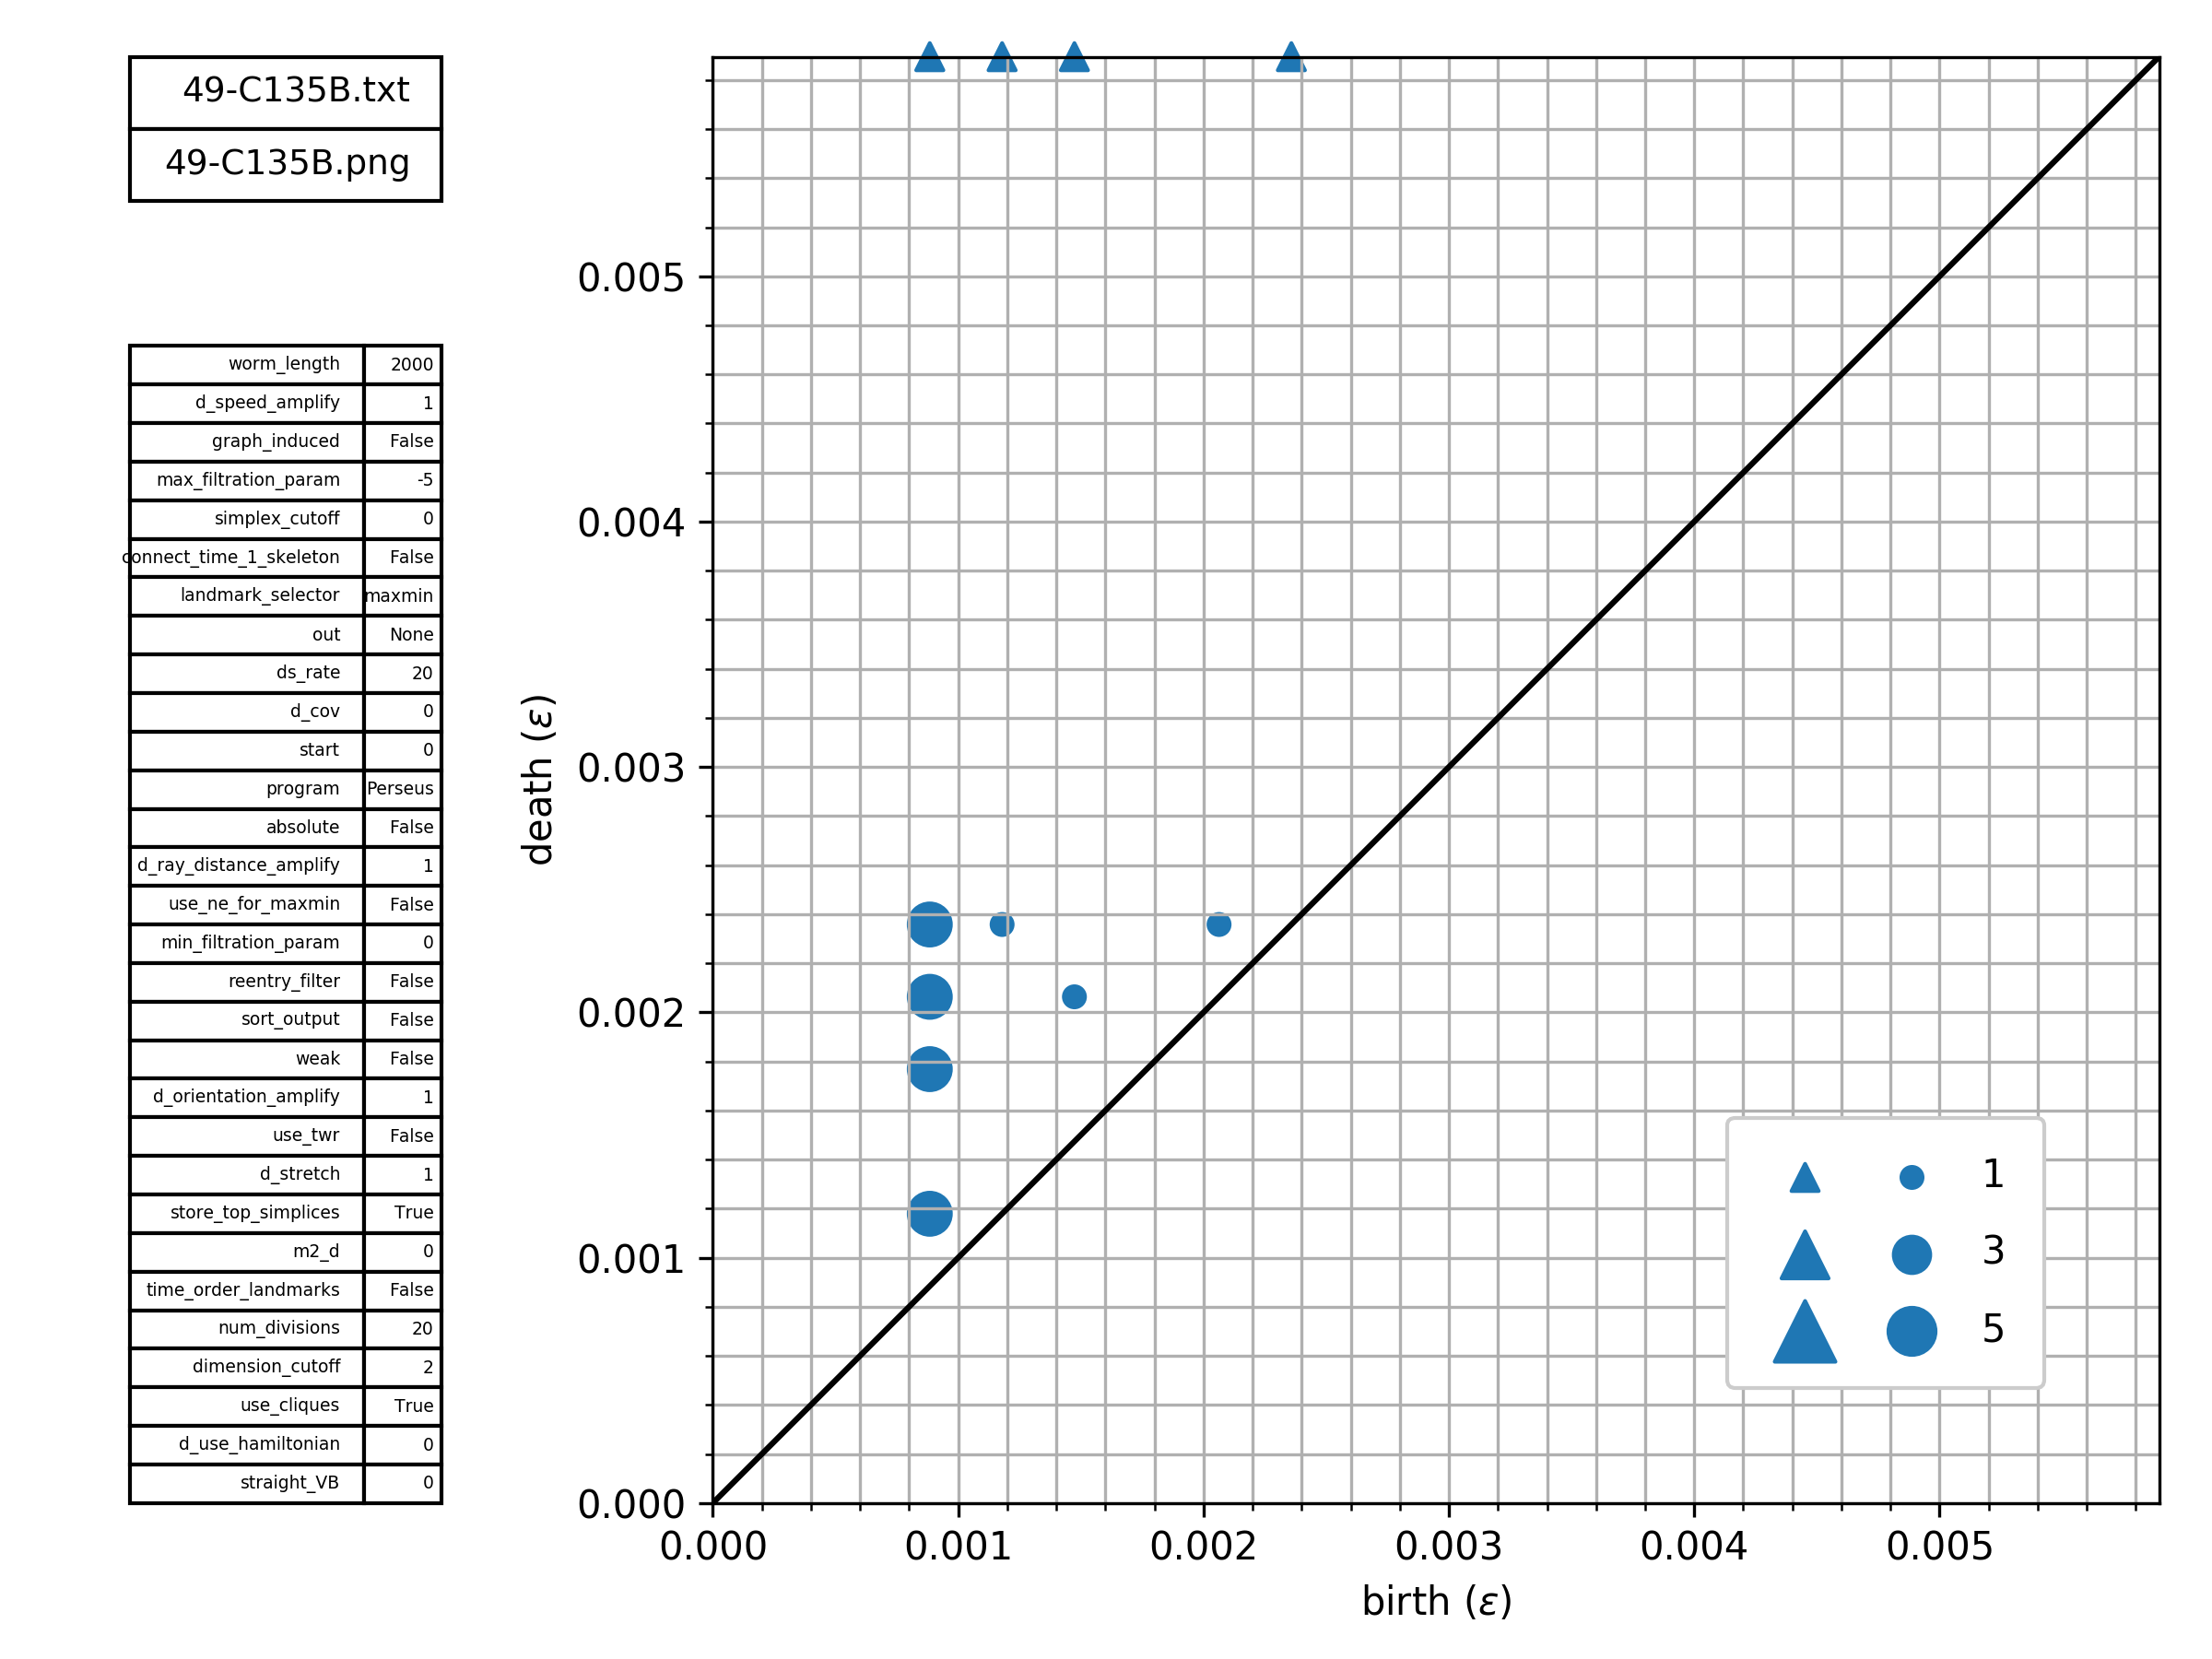 49-C135B.txt
49-C135B.png
worm_length 2000
d_speed_amplify 1
graph_induced False
max_filtration_param -5
simplex_cutoff 0
connect_time_1_skeleton False
landmark_selector maxmin
out None
ds_rate 20
d_cov 0
start 0
program Perseus
absolute False
d_ray_distance_amplify 1
use_ne_for_maxmin False
min_filtration_param 0
reentry_filter False
sort_output False
weak False
d_orientation_amplify 1
use_twr False
d_stretch 1
store_top_simplices True
m2_d 0
time_order_landmarks False
num_divisions 20
dimension_cutoff 2
use_cliques True
d_use_hamiltonian 0
straight_VB 0
death (ε)
0.005
0.004
0.003
0.002
0.001
0.000
0.000 0.001 0.002 0.003 0.004 0.005
birth (ε)
1
3
5